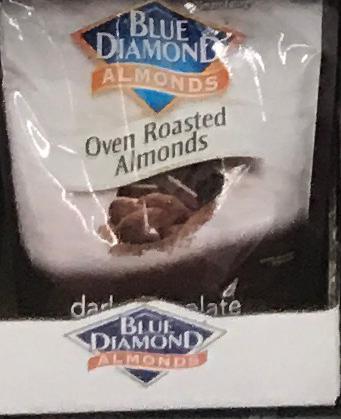 BLUE
DIAMOND
ALMONDS
Oven Roasted
Almonds
BLUE
DIAMOND
ALMONDS